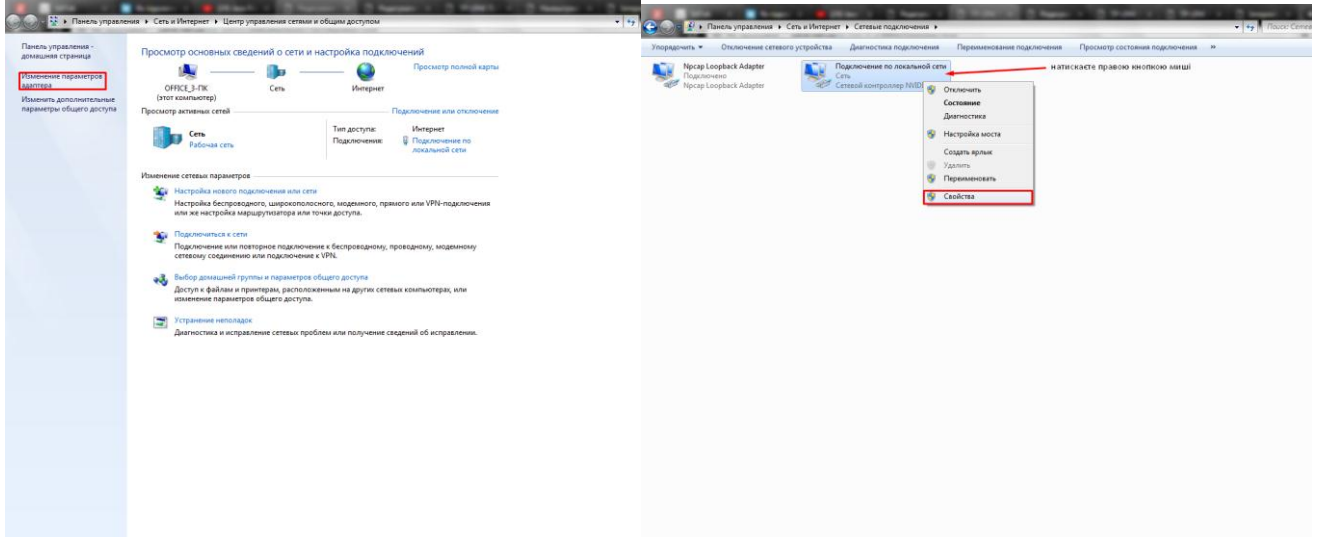 Панель управления ▸ Сеть и Интернет ▸ Центр управления сетями и общим доступом
Панель управления -
домашняя страница
Изменение параметров
адаптера
Изменить дополнительные
параметры общего доступа
Просмотр основных сведений о сети и настройка подключений
Просмотр полной карты
OFFICE_3-ПК
(этот компьютер)
Сеть
Интернет
Просмотр активных сетей
Подключение или отключение
Сеть
Рабочая сеть
Тип доступа: Интернет
Подключения: Подключение по
локальной сети
Изменение сетевых параметров
Настройка нового подключения или сети
Настройка беспроводного, широкополосного, модемного, прямого или VPN-подключения
или же настройка маршрутизатора или точки доступа.
Подключиться к сети
Подключение или повторное подключение к беспроводному, проводному, модемному
сетевому соединению или подключение к VPN.
Выбор домашней группы и параметров общего доступа
Доступ к файлам и принтерам, расположенным на других сетевых компьютерах, или
изменение параметров общего доступа.
Устранение неполадок
Диагностика и исправление сетевых проблем или получение сведений об исправлении.
Панель управления ▸ Сеть и Интернет ▸ Сетевые подключения ▸
Поиск: Сетев
Упорядочить ▾ Отключение сетевого устройства Диагностика подключения Переименование подключения Просмотр состояния подключения »
Npcap Loopback Adapter
Подключено
Npcap Loopback Adapter
Подключение по локальной сети
Сеть
Сетевой контроллер NVID
натискаєте правою кнопкою миші
Отключить
Состояние
Диагностика
Настройка моста
Создать ярлык
Удалить
Переименовать
Свойства